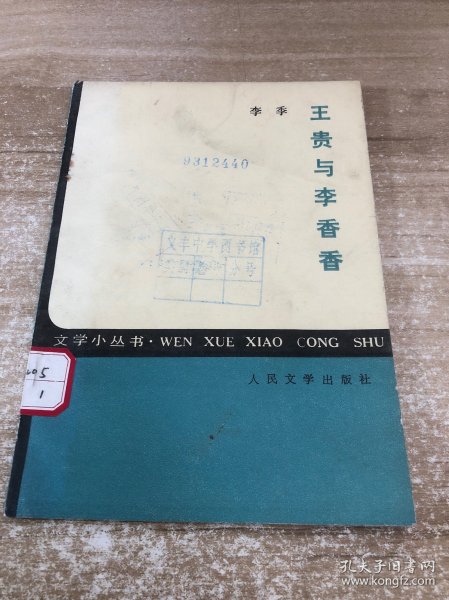 王贵与李香香
李季
9312440
文学小丛书·WEN XUE XIAO CONG SHU
人民文学出版社
1
孔夫子旧书网
www.kongfz.com